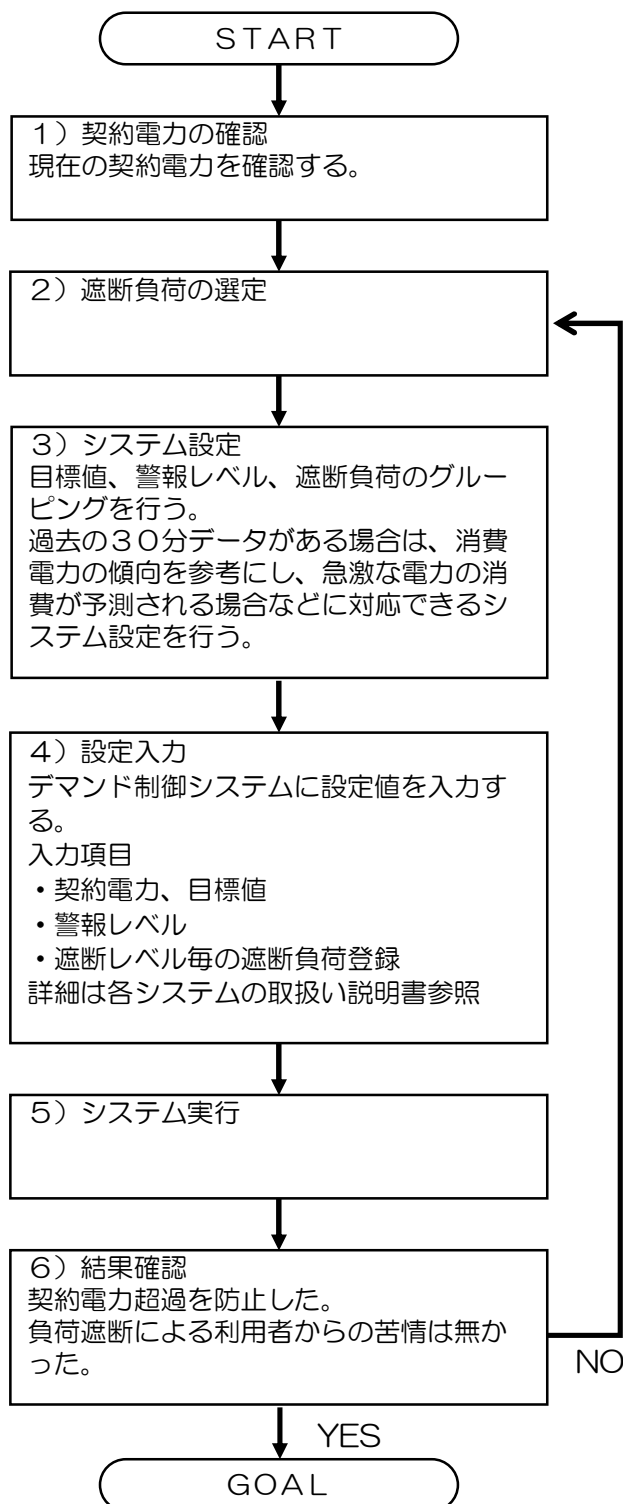 ＳＴＡＲＴ
１）契約電力の確認
現在の契約電力を確認する。
２）遮断負荷の選定
３）システム設定
目標値、警報レベル、遮断負荷のグルー
ピングを行う。
過去の３０分データがある場合は、消費
電力の傾向を参考にし、急激な電力の消
費が予測される場合などに対応できるシ
ステム設定を行う。
４）設定入力
デマンド制御システムに設定値を入力す
る。
入力項目
・契約電力、目標値
・警報レベル
・遮断レベル毎の遮断負荷登録
詳細は各システムの取扱い説明書参照
５）システム実行
６）結果確認
契約電力超過を防止した。
負荷遮断による利用者からの苦情は無か
った。
NO
YES
ＧＯＡＬ